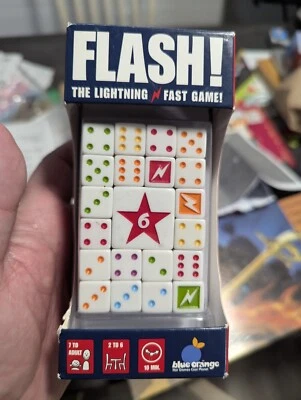 FLASH!
THE LIGHTNING FAST GAME!
6
7 TO
ADULT
2 TO 6
10 MIN.
blue orange